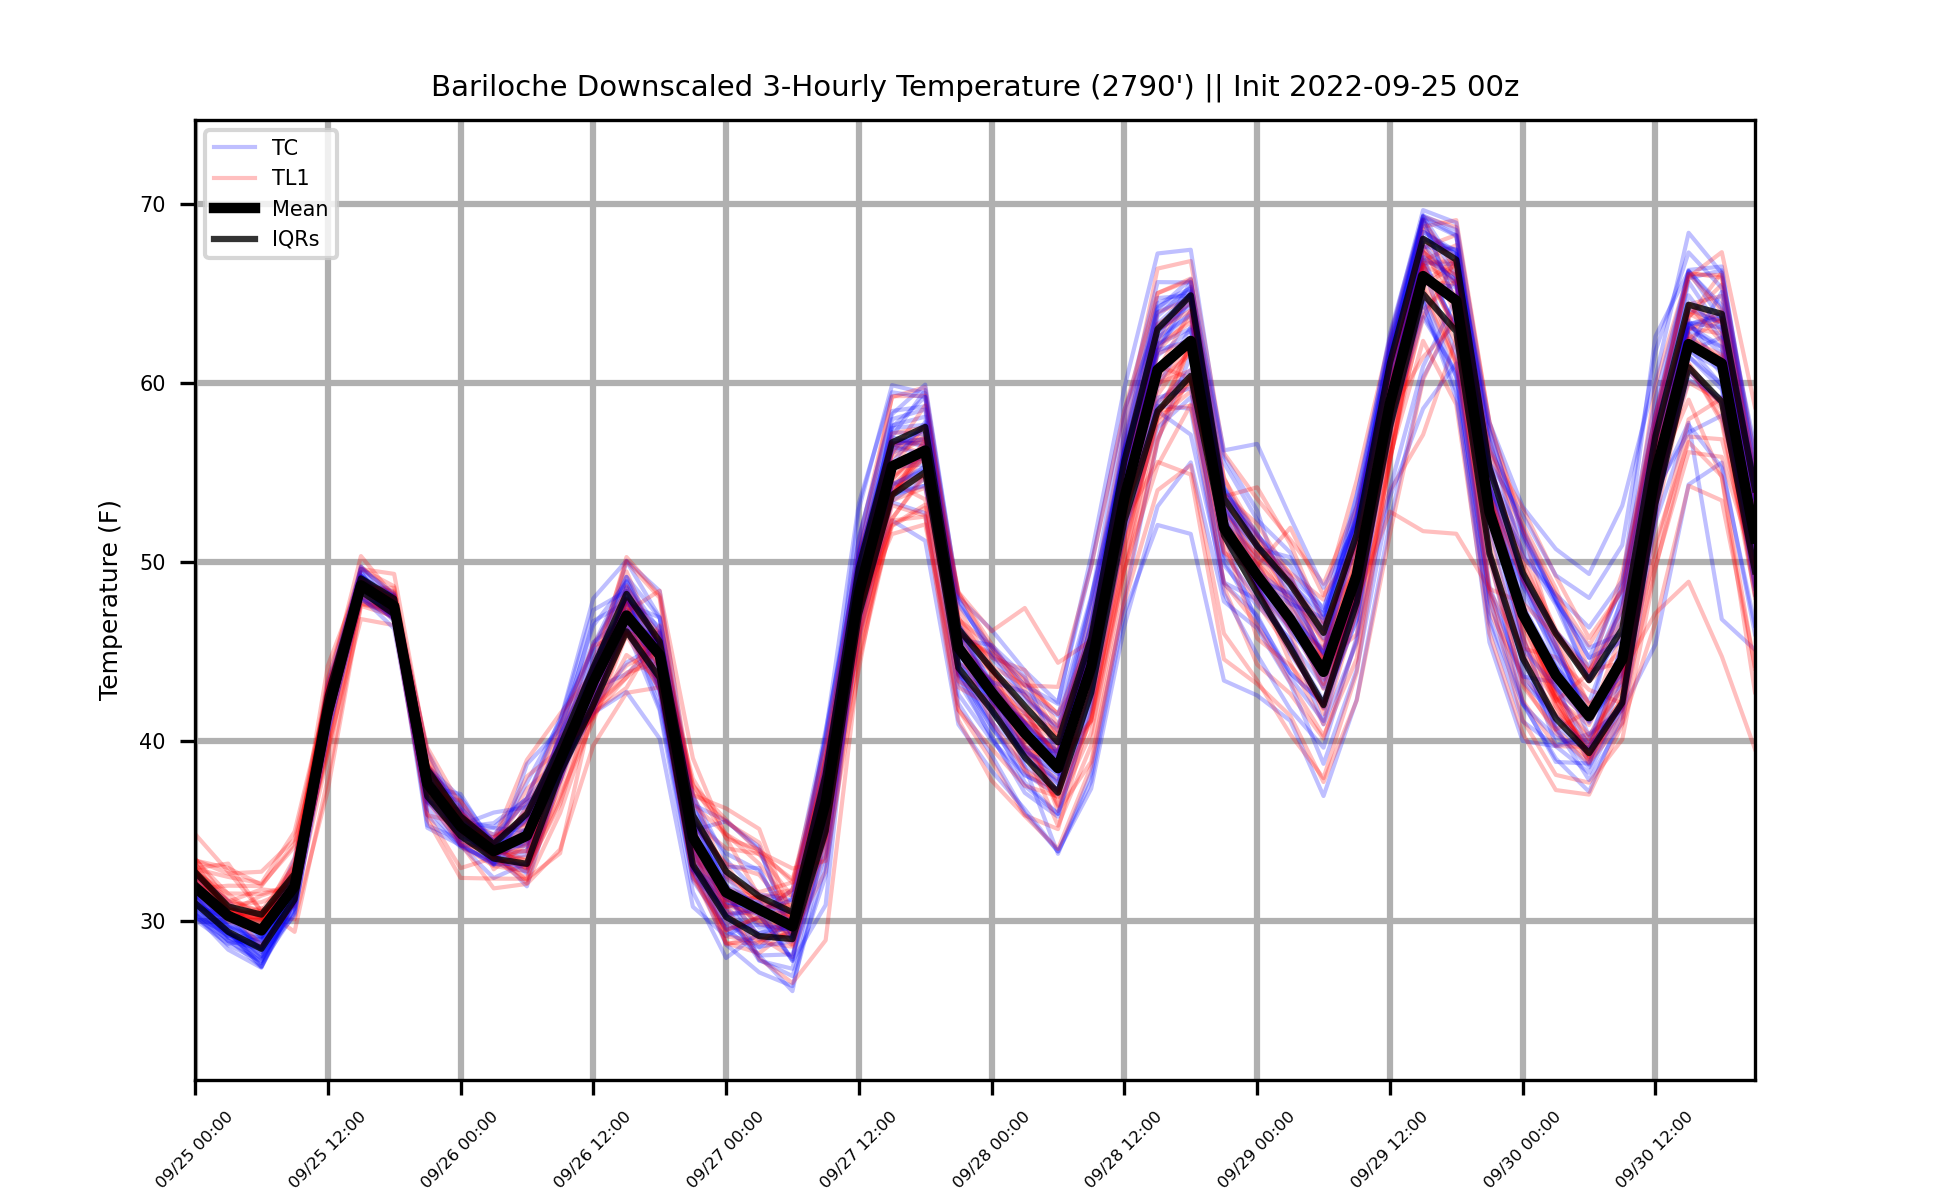 Bariloche Downscaled 3-Hourly Temperature (2790') || Init 2022-09-25 00z
TC
TL1
Mean
IQRs
Temperature (F)
70
60
50
40
30
09/25 00:00
09/25 12:00
09/26 00:00
09/26 12:00
09/27 00:00
09/27 12:00
09/28 00:00
09/28 12:00
09/29 00:00
09/29 12:00
09/30 00:00
09/30 12:00